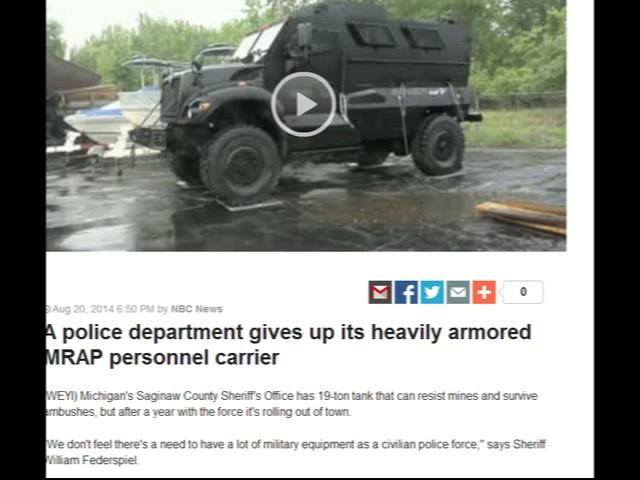 0
Aug 20, 2014 6:50 PM by NBC News
A police department gives up its heavily armored
MRAP personnel carrier
WEYI) Michigan's Saginaw County Sheriff's Office has 19-ton tank that can resist mines and survive
ambushes, but after a year with the force it's rolling out of town.
"We don't feel there's a need to have a lot of military equipment as a civilian police force," says Sheriff
William Federspiel.